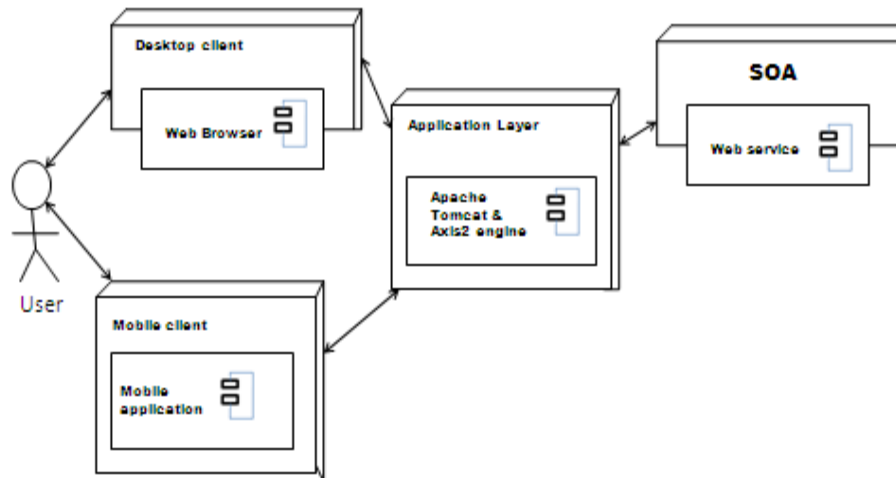 Desktop client
Web Browser
SOA
Web service
Application Layer
Apache
Tomcat &
Axis2 engine
User
Mobile client
Mobile
application